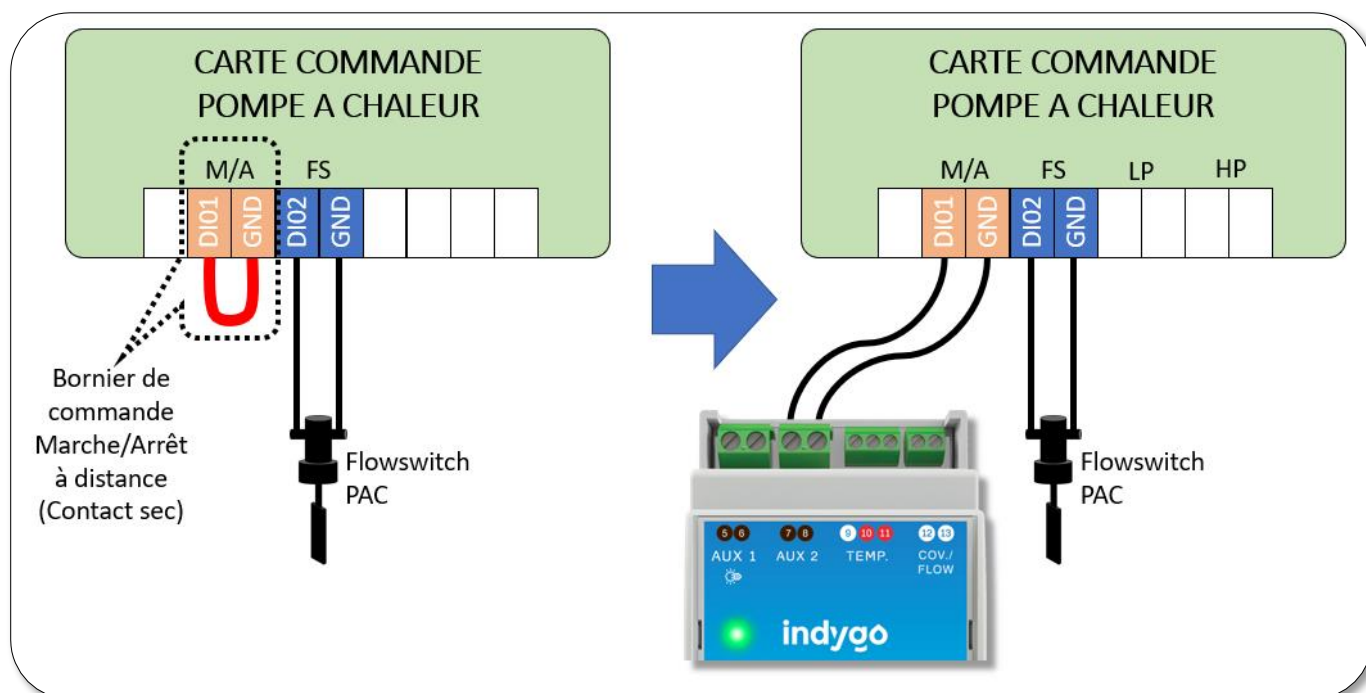 CARTE COMMANDE
POMPE A CHALEUR
M/A FS
DI01 GND DI02 GND
Bornier de
commande
Marche/Arrêt
à distance
(Contact sec)
Flowswitch
PAC
CARTE COMMANDE
POMPE A CHALEUR
M/A FS LP HP
DI01 GND DI02 GND
Flowswitch
PAC
5 6 7 8 9 10 11 12 13
AUX 1 AUX 2 TEMP. COV./
FLOW
indygo